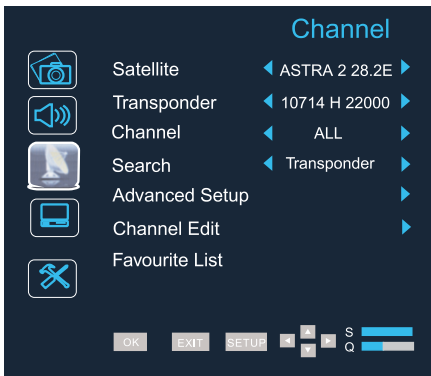 Channel
Satellite ASTRA 2 28.2E
Transponder 10714 H 22000
Channel ALL
Search Transponder
Advanced Setup
Channel Edit
Favourite List
OK EXIT SETUP S
Q